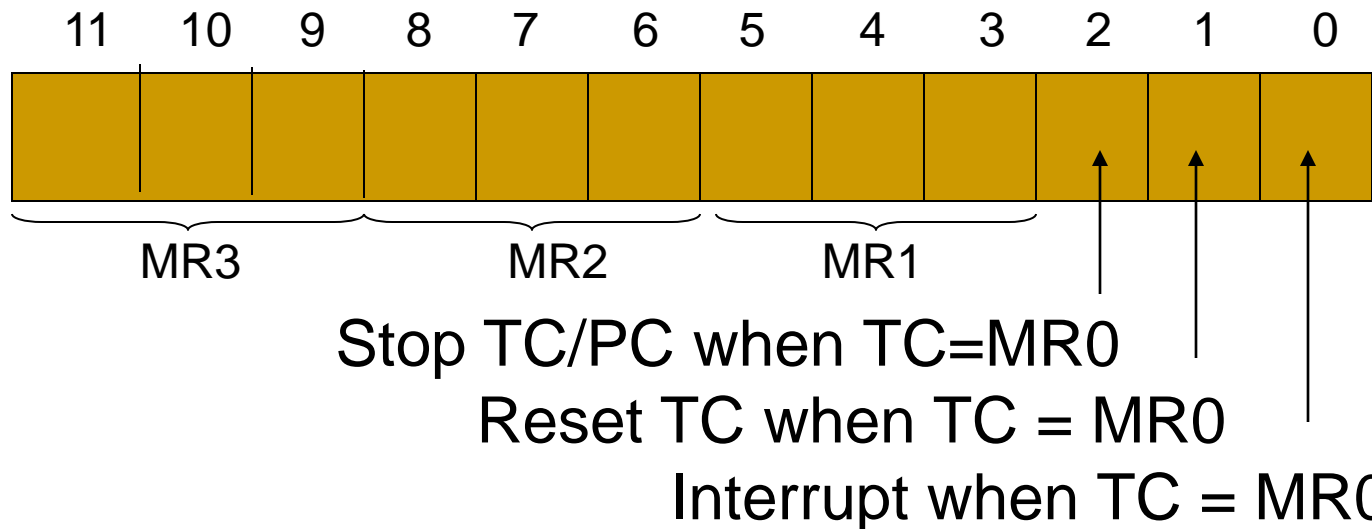 11 10 9 8 7 6 5 4 3 2 1 0
MR3 MR2 MR1
Stop TC/PC when TC=MR0
Reset TC when TC = MR0
Interrupt when TC = MR0